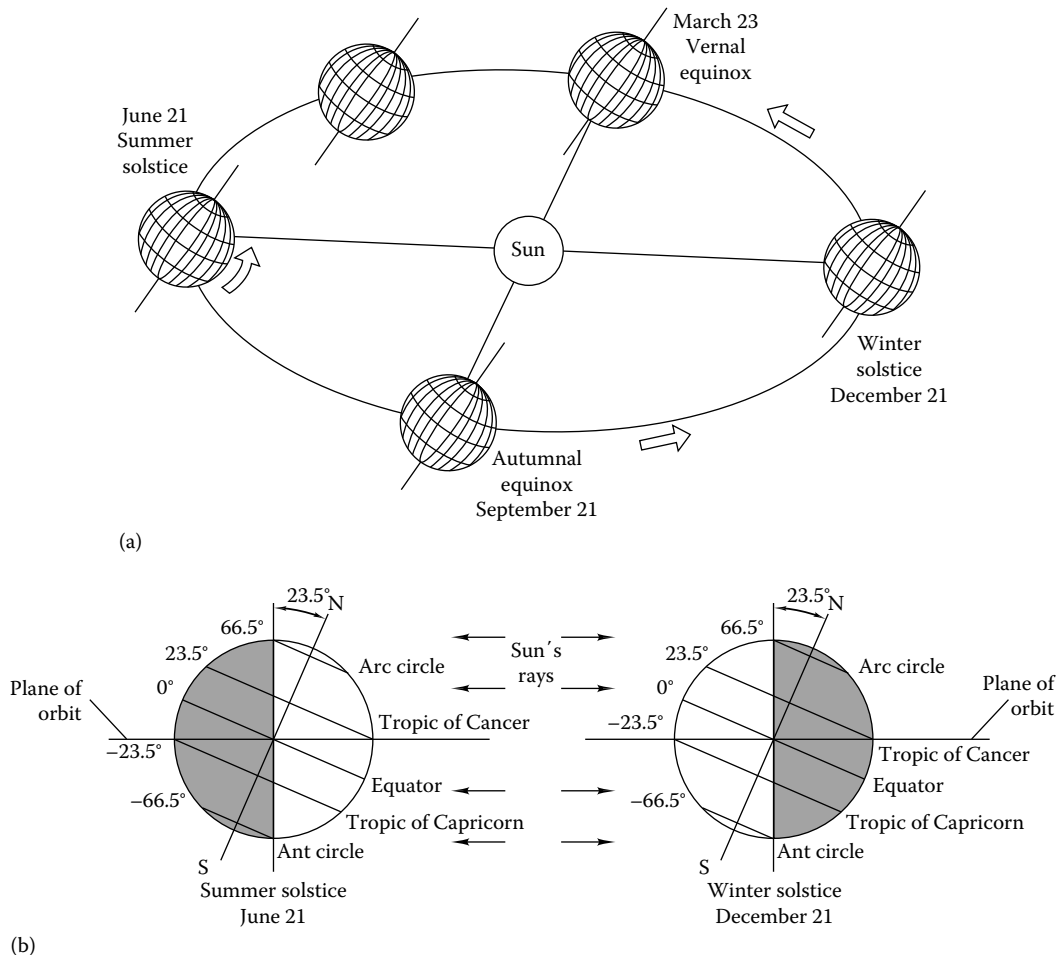 March 23
Vernal
equinox
June 21
Summer
solstice
Sun
Winter
solstice
December 21
Autumnal
equinox
September 21
(a)
23.5°
N
66.5°
23.5°
0°
Plane of
orbit
−23.5°
−66.5°
S
Arc circle
Tropic of Cancer
Equator
Tropic of Capricorn
Ant circle
Summer solstice
June 21
Sun´s
rays
23.5°
N
66.5°
23.5°
0°
−23.5°
−66.5°
S
Arc circle
Plane of
orbit
Tropic of Cancer
Equator
Tropic of Capricorn
Ant circle
Winter solstice
December 21
(b)